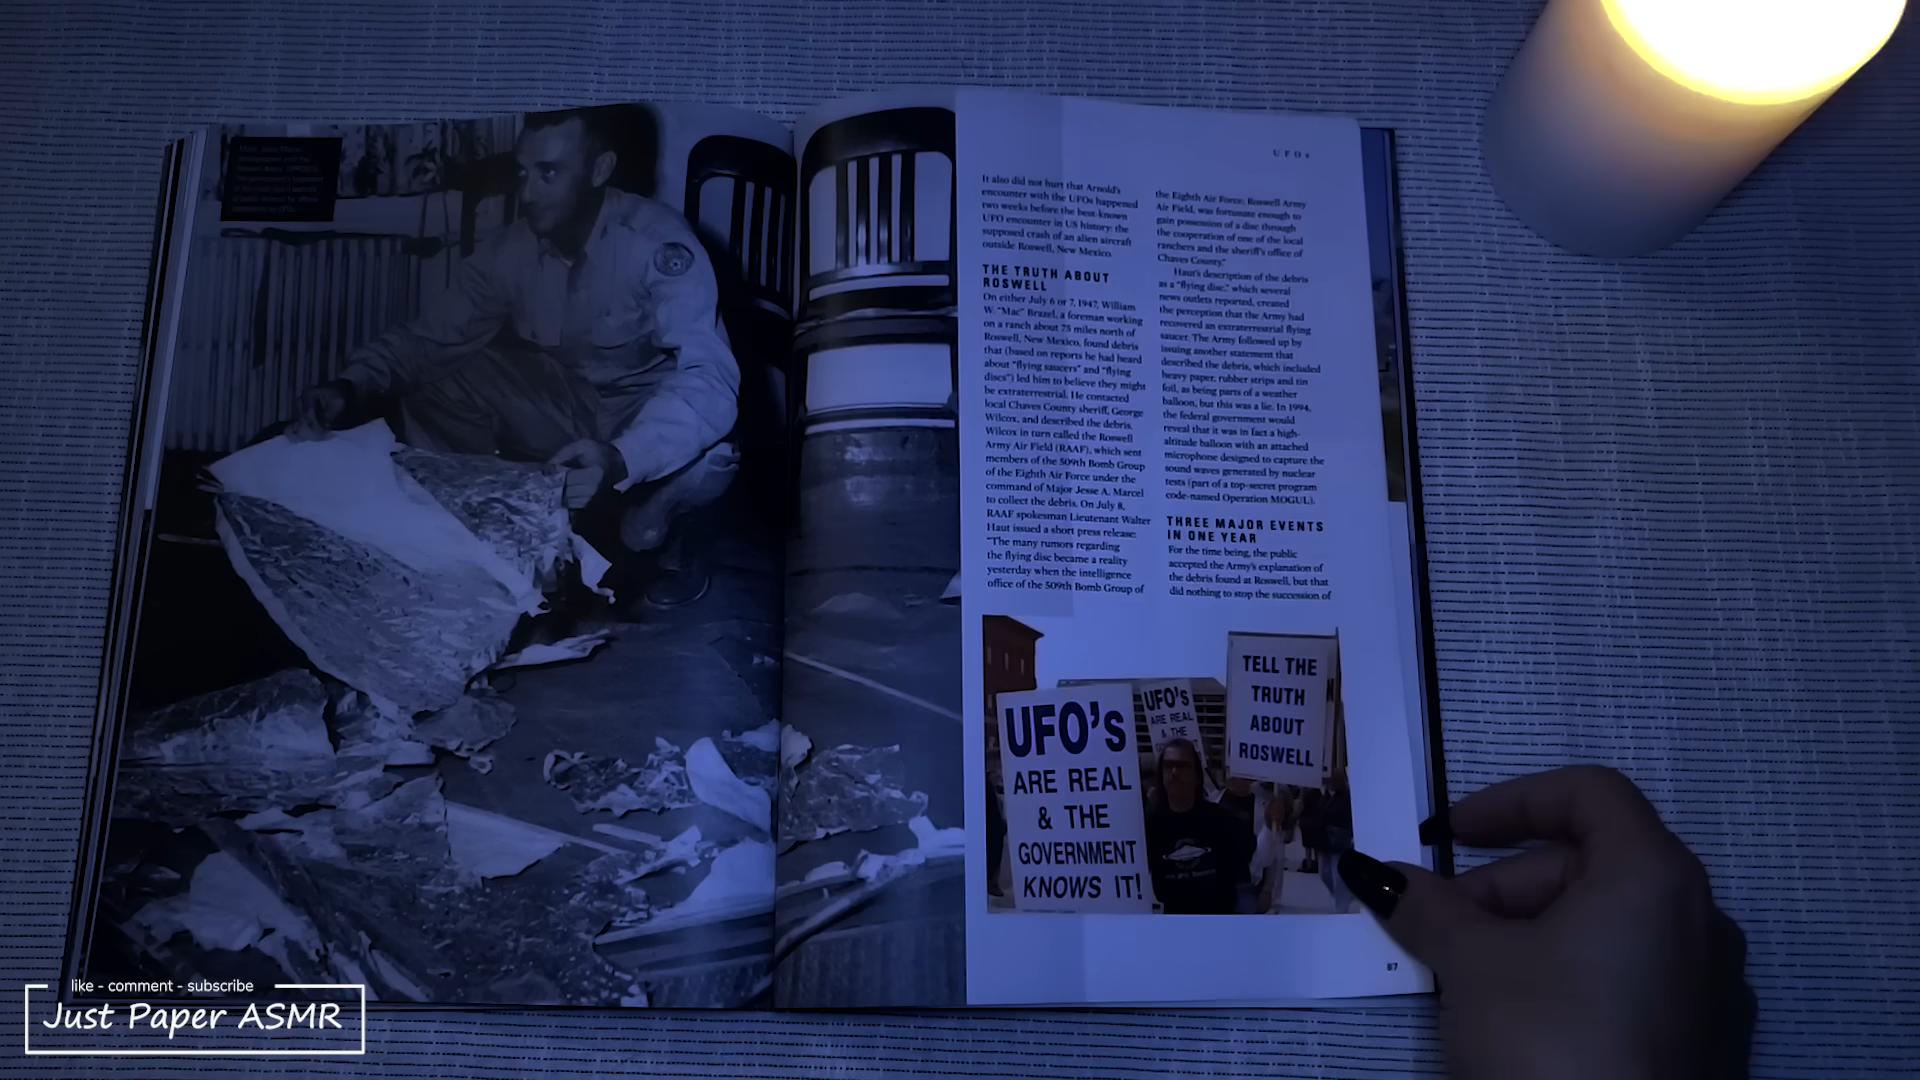 UFOs
It also did not hurt that Arnold's
encounter with the UFOs happened
two weeks before the best-known
UFO encounter in US history: the
supposed crash of an alien aircraft
outside Roswell, New Mexico.
THE TRUTH ABOUT
ROSWELL
On either July 6 or 7, 1947, William
W. "Mac" Brazel, a foreman working
on a ranch about 75 miles north of
Roswell, New Mexico, found debris
that (based on reports he had heard
about "flying saucers" and "flying
discs") led him to believe they might
be extraterrestrial. He contacted
local Chaves County sheriff, George
Wilcox, and described the debris.
Wilcox in turn called the Roswell
Army Air Field (RAAF), which sent
members of the 509th Bomb Group
of the Eighth Air Force under the
command of Major Jesse A. Marcel
to collect the debris. On July 8,
RAAF spokesman Lieutenant Walter
Haut issued a short press release:
"The many rumors regarding
the flying disc became a reality
yesterday when the intelligence
office of the 509th Bomb Group of
the Eighth Air Force, Roswell Army
Air Field, was fortunate enough to
gain possession of a disc through
the cooperation of one of the local
ranchers and the sheriff's office of
Chaves County."
Haut's description of the debris
as a "flying disc," which several
news outlets reported, created
the perception that the Army had
recovered an extraterrestrial flying
saucer. The Army followed up by
issuing another statement that
described the debris, which included
heavy paper, rubber strips and tin
foil, as being parts of a weather
balloon, but this was a lie. In 1994,
the federal government would
reveal that it was in fact a high-
altitude balloon with an attached
microphone designed to capture the
sound waves generated by nuclear
tests (part of a top-secret program
code-named Operation MOGUL).
THREE MAJOR EVENTS
IN ONE YEAR
For the time being, the public
accepted the Army's explanation of
the debris found at Roswell, but that
did nothing to stop the succession of
UFO's
ARE REAL
& THE
GOVERNMENT
KNOWS IT!
UFO'S
ARE REAL
& THE
TELL THE
TRUTH
ABOUT
ROSWELL
87
like - comment - subscribe
Just Paper ASMR